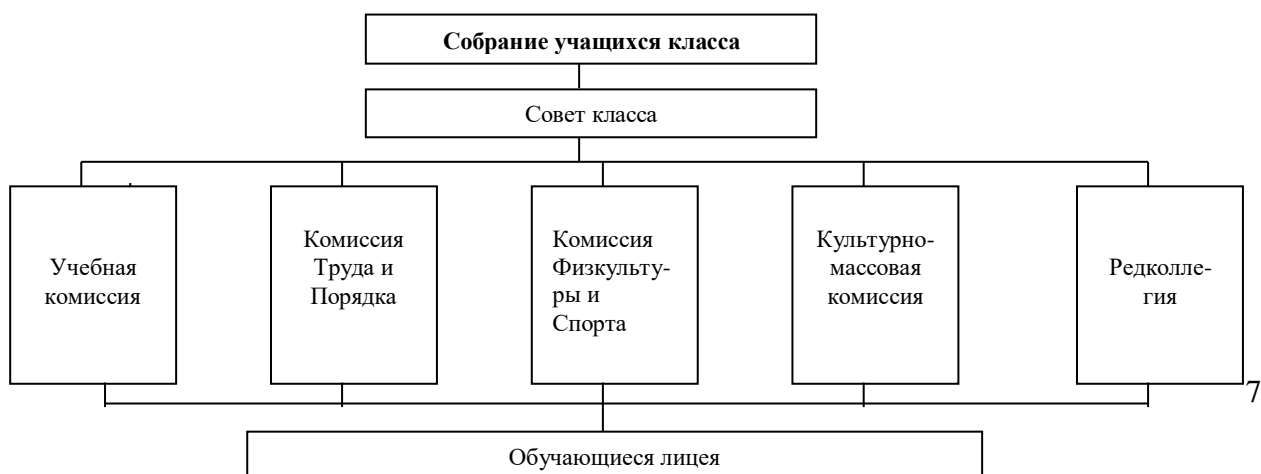 Собрание учащихся класса
Совет класса
Учебная
комиссия
Комиссия
Труда и
Порядка
Комиссия
Физкульту-
ры и
Спорта
Культурно-
массовая
комиссия
Редколле-
гия
7
Обучающиеся лицея